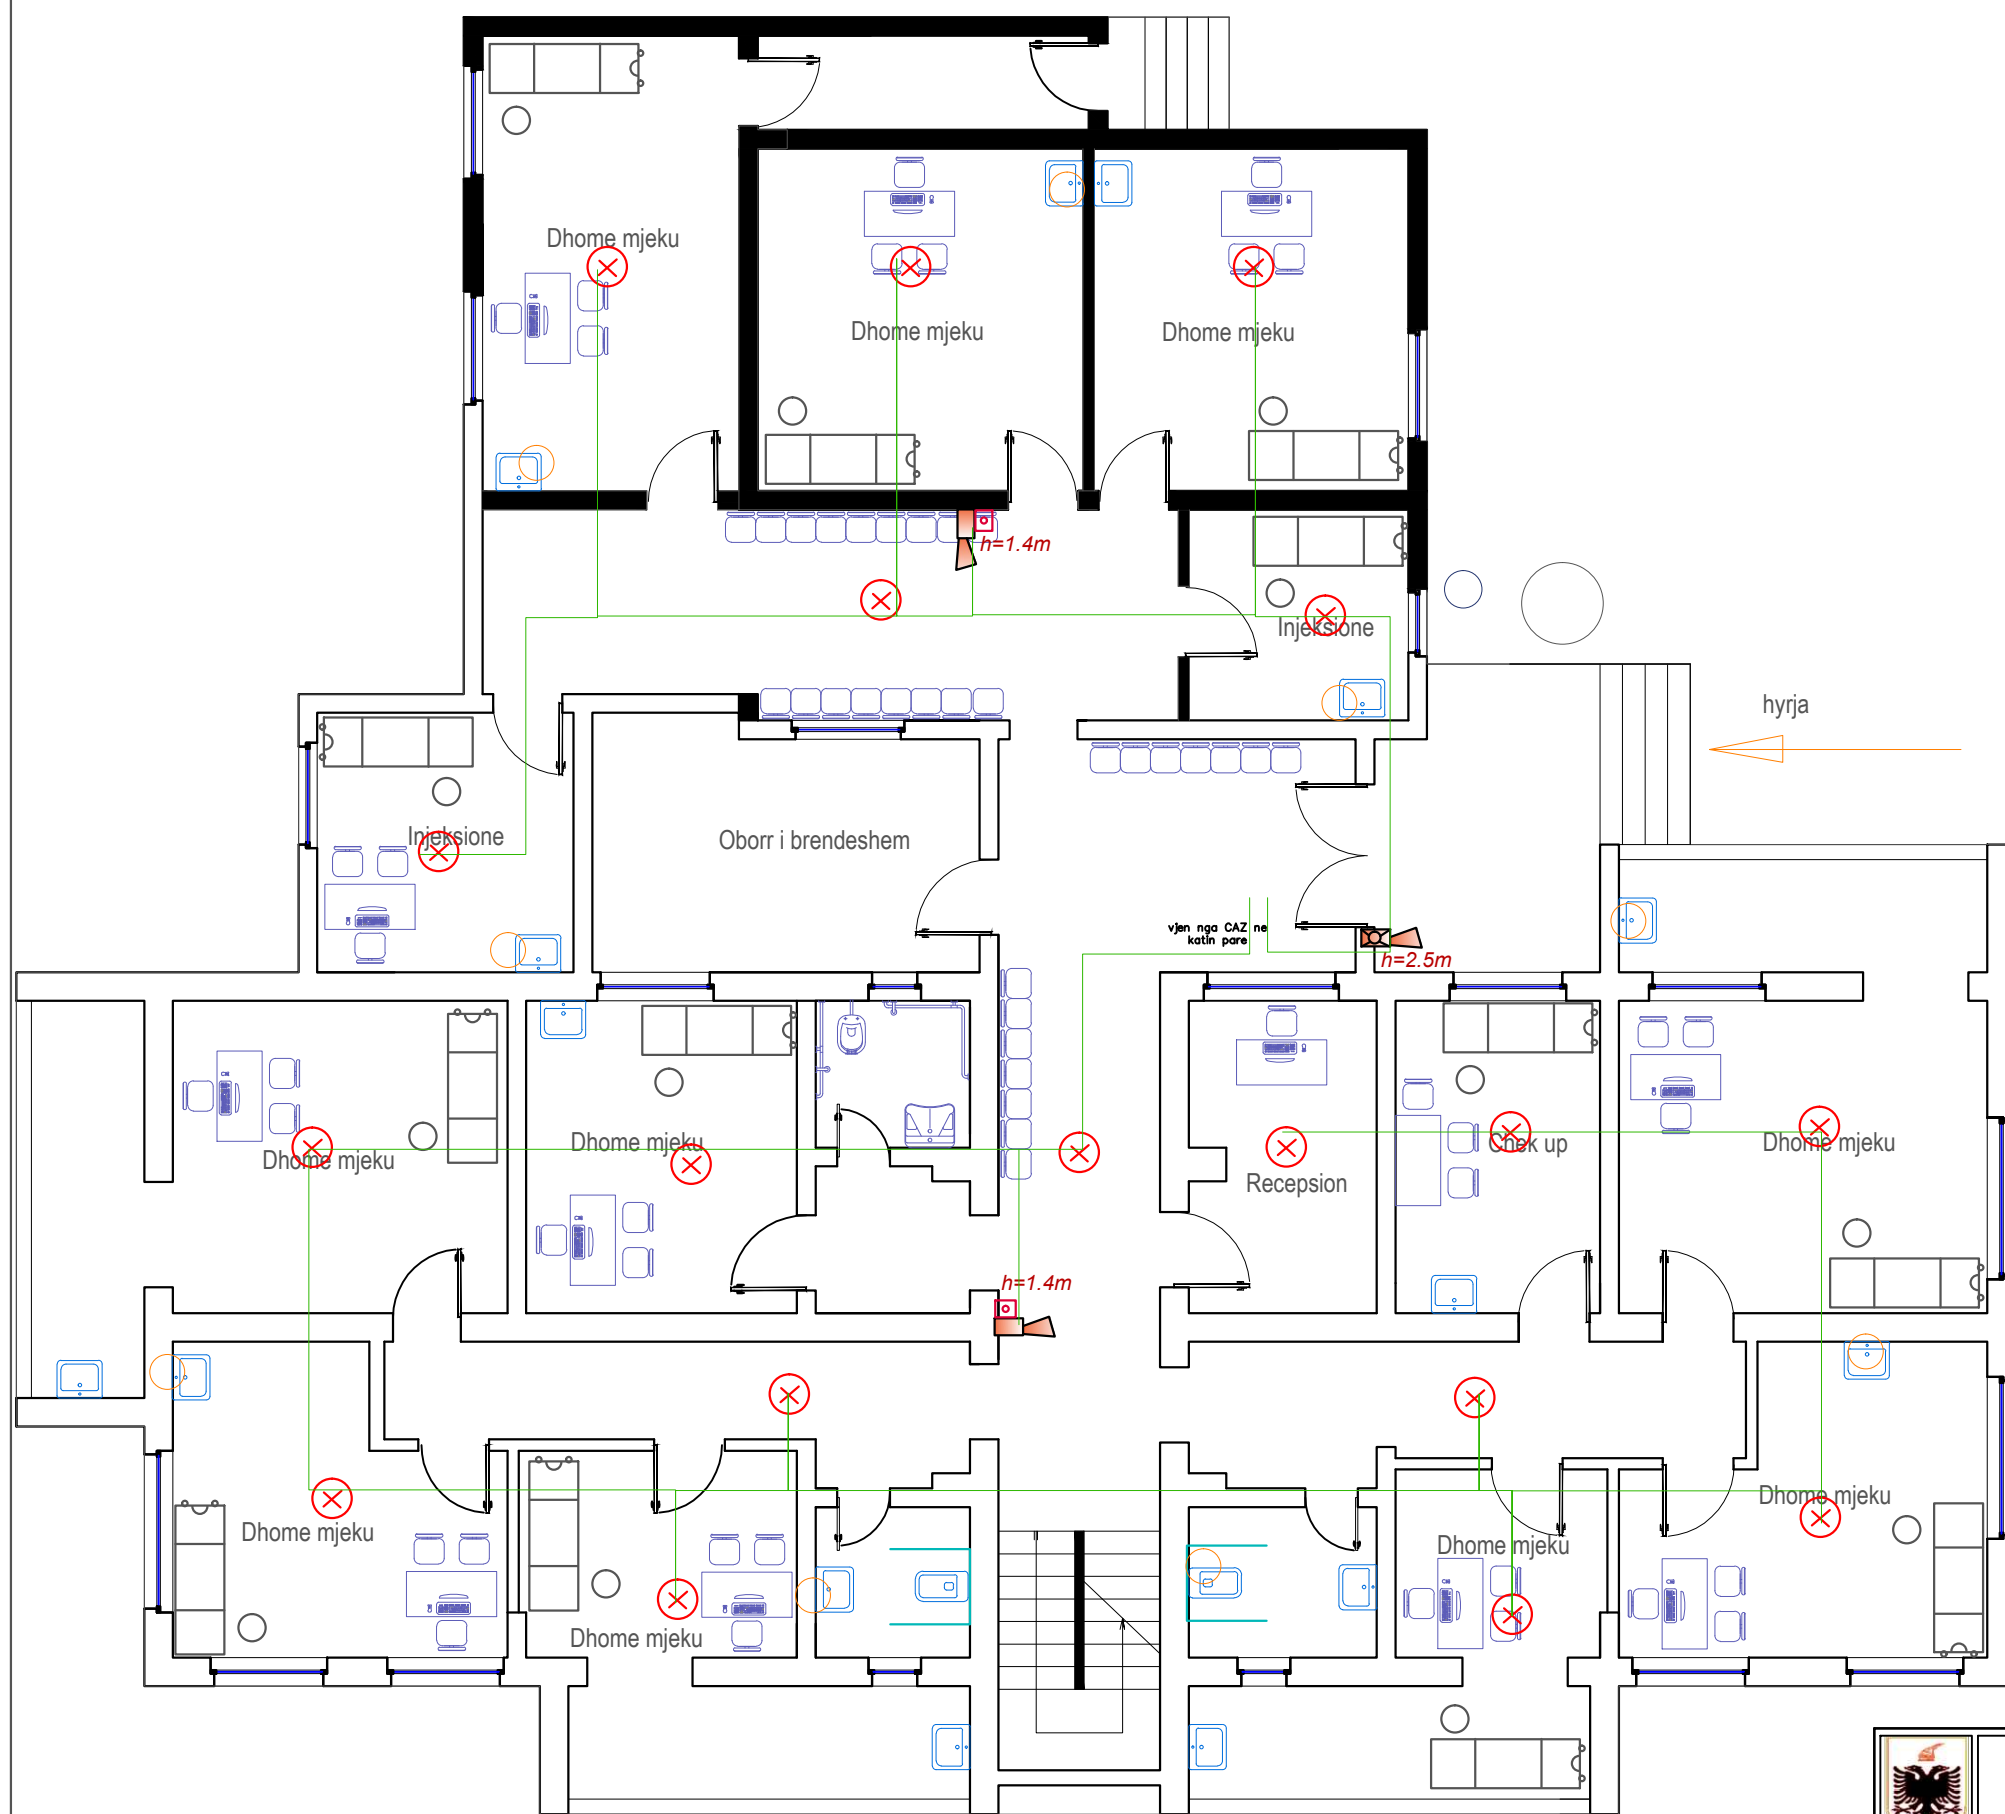 Dhome mjeku
Dhome mjeku
Dhome mjeku
h=1.4m
Injeksione
hyrja
Injeksione
Oborr i brendeshem
vjen nga CAZ ne
katin pare
h=2.5m
Dhome mjeku
Dhome mjeku
Recepsion
Chek up
Dhome mjeku
h=1.4m
Dhome mjeku
Dhome mjeku
Dhome mjeku
Dhome mjeku